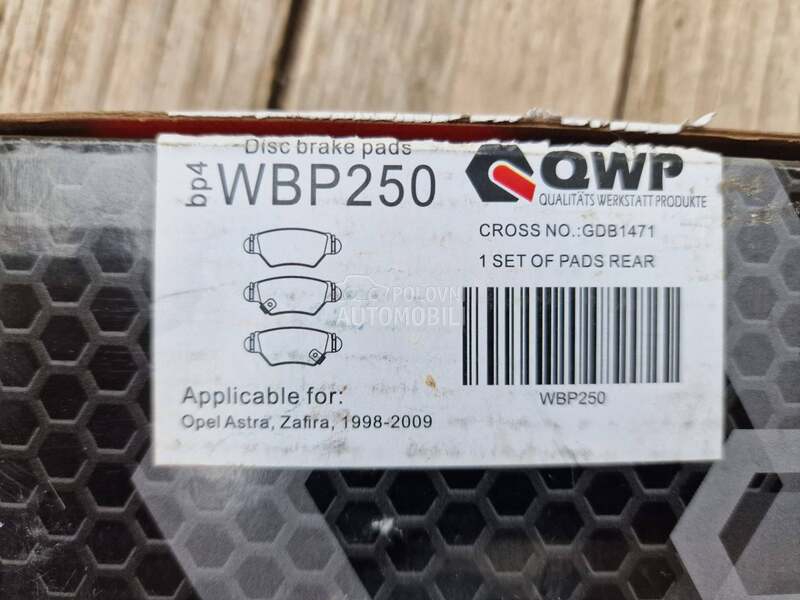 Disc brake pads
bp4
WBP250
QWP
QUALITÄTS WERKSTATT PRODUKTE
CROSS NO.:GDB1471
1 SET OF PADS REAR
POLOVNI
AUTOMOBILI
WBP250
Applicable for:
Opel Astra, Zafira, 1998-2009